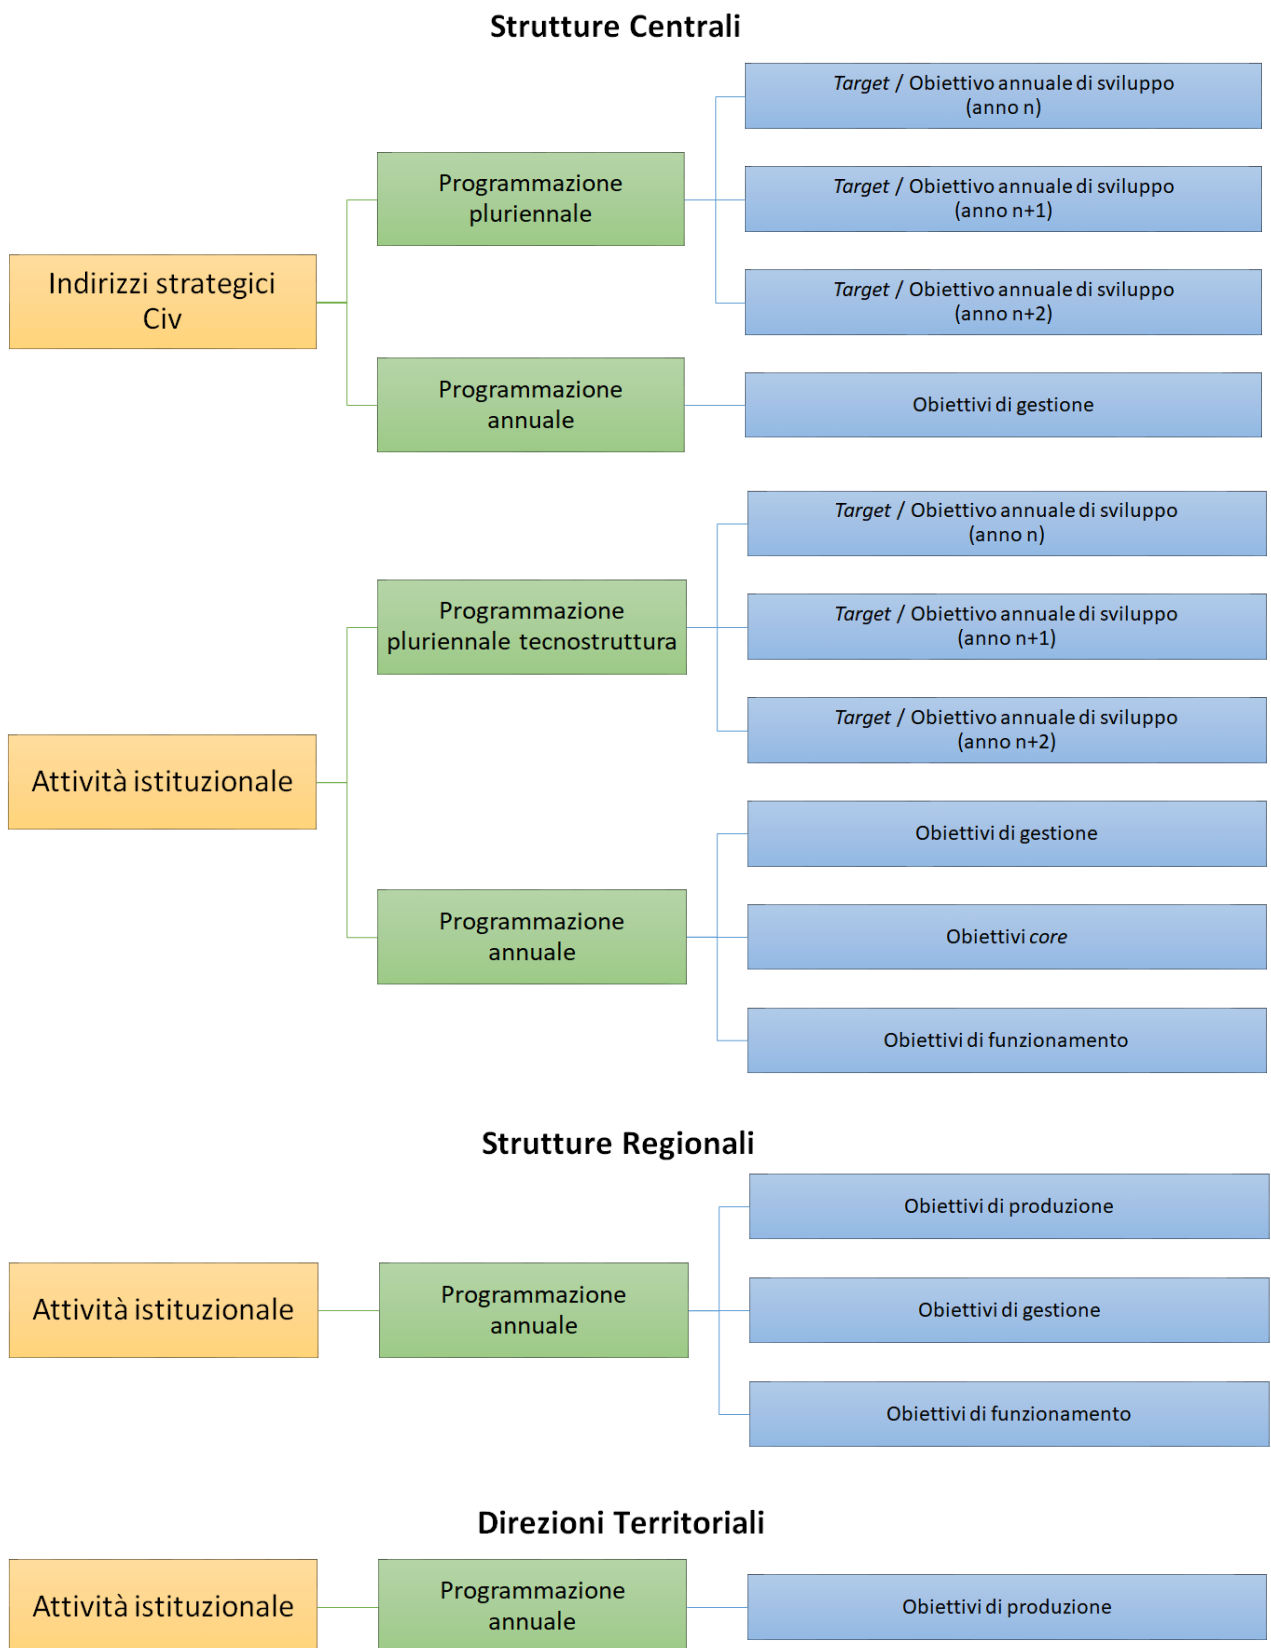 Strutture Centrali
Indirizzi strategici
Civ
Programmazione
pluriennale
Target / Obiettivo annuale di sviluppo
(anno n)
Target / Obiettivo annuale di sviluppo
(anno n+1)
Target / Obiettivo annuale di sviluppo
(anno n+2)
Programmazione
annuale
Obiettivi di gestione
Attività istituzionale
Programmazione
pluriennale tecnostruttura
Target / Obiettivo annuale di sviluppo
(anno n)
Target / Obiettivo annuale di sviluppo
(anno n+1)
Target / Obiettivo annuale di sviluppo
(anno n+2)
Programmazione
annuale
Obiettivi di gestione
Obiettivi core
Obiettivi di funzionamento
Strutture Regionali
Attività istituzionale
Programmazione
annuale
Obiettivi di produzione
Obiettivi di gestione
Obiettivi di funzionamento
Direzioni Territoriali
Attività istituzionale
Programmazione
annuale
Obiettivi di produzione